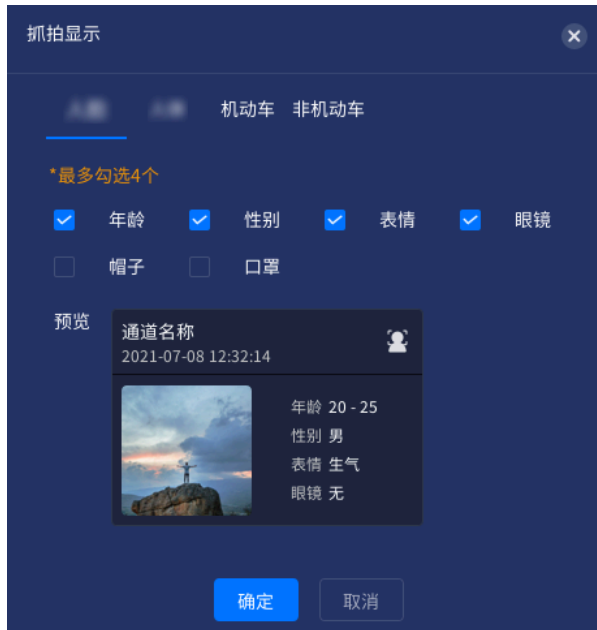 抓拍显示
机动车 非机动车
*最多勾选4个
年龄 性别 表情 眼镜
帽子 口罩
预览
通道名称
2021-07-08 12:32:14
年龄 20 - 25
性别 男
表情 生气
眼镜 无
确定 取消